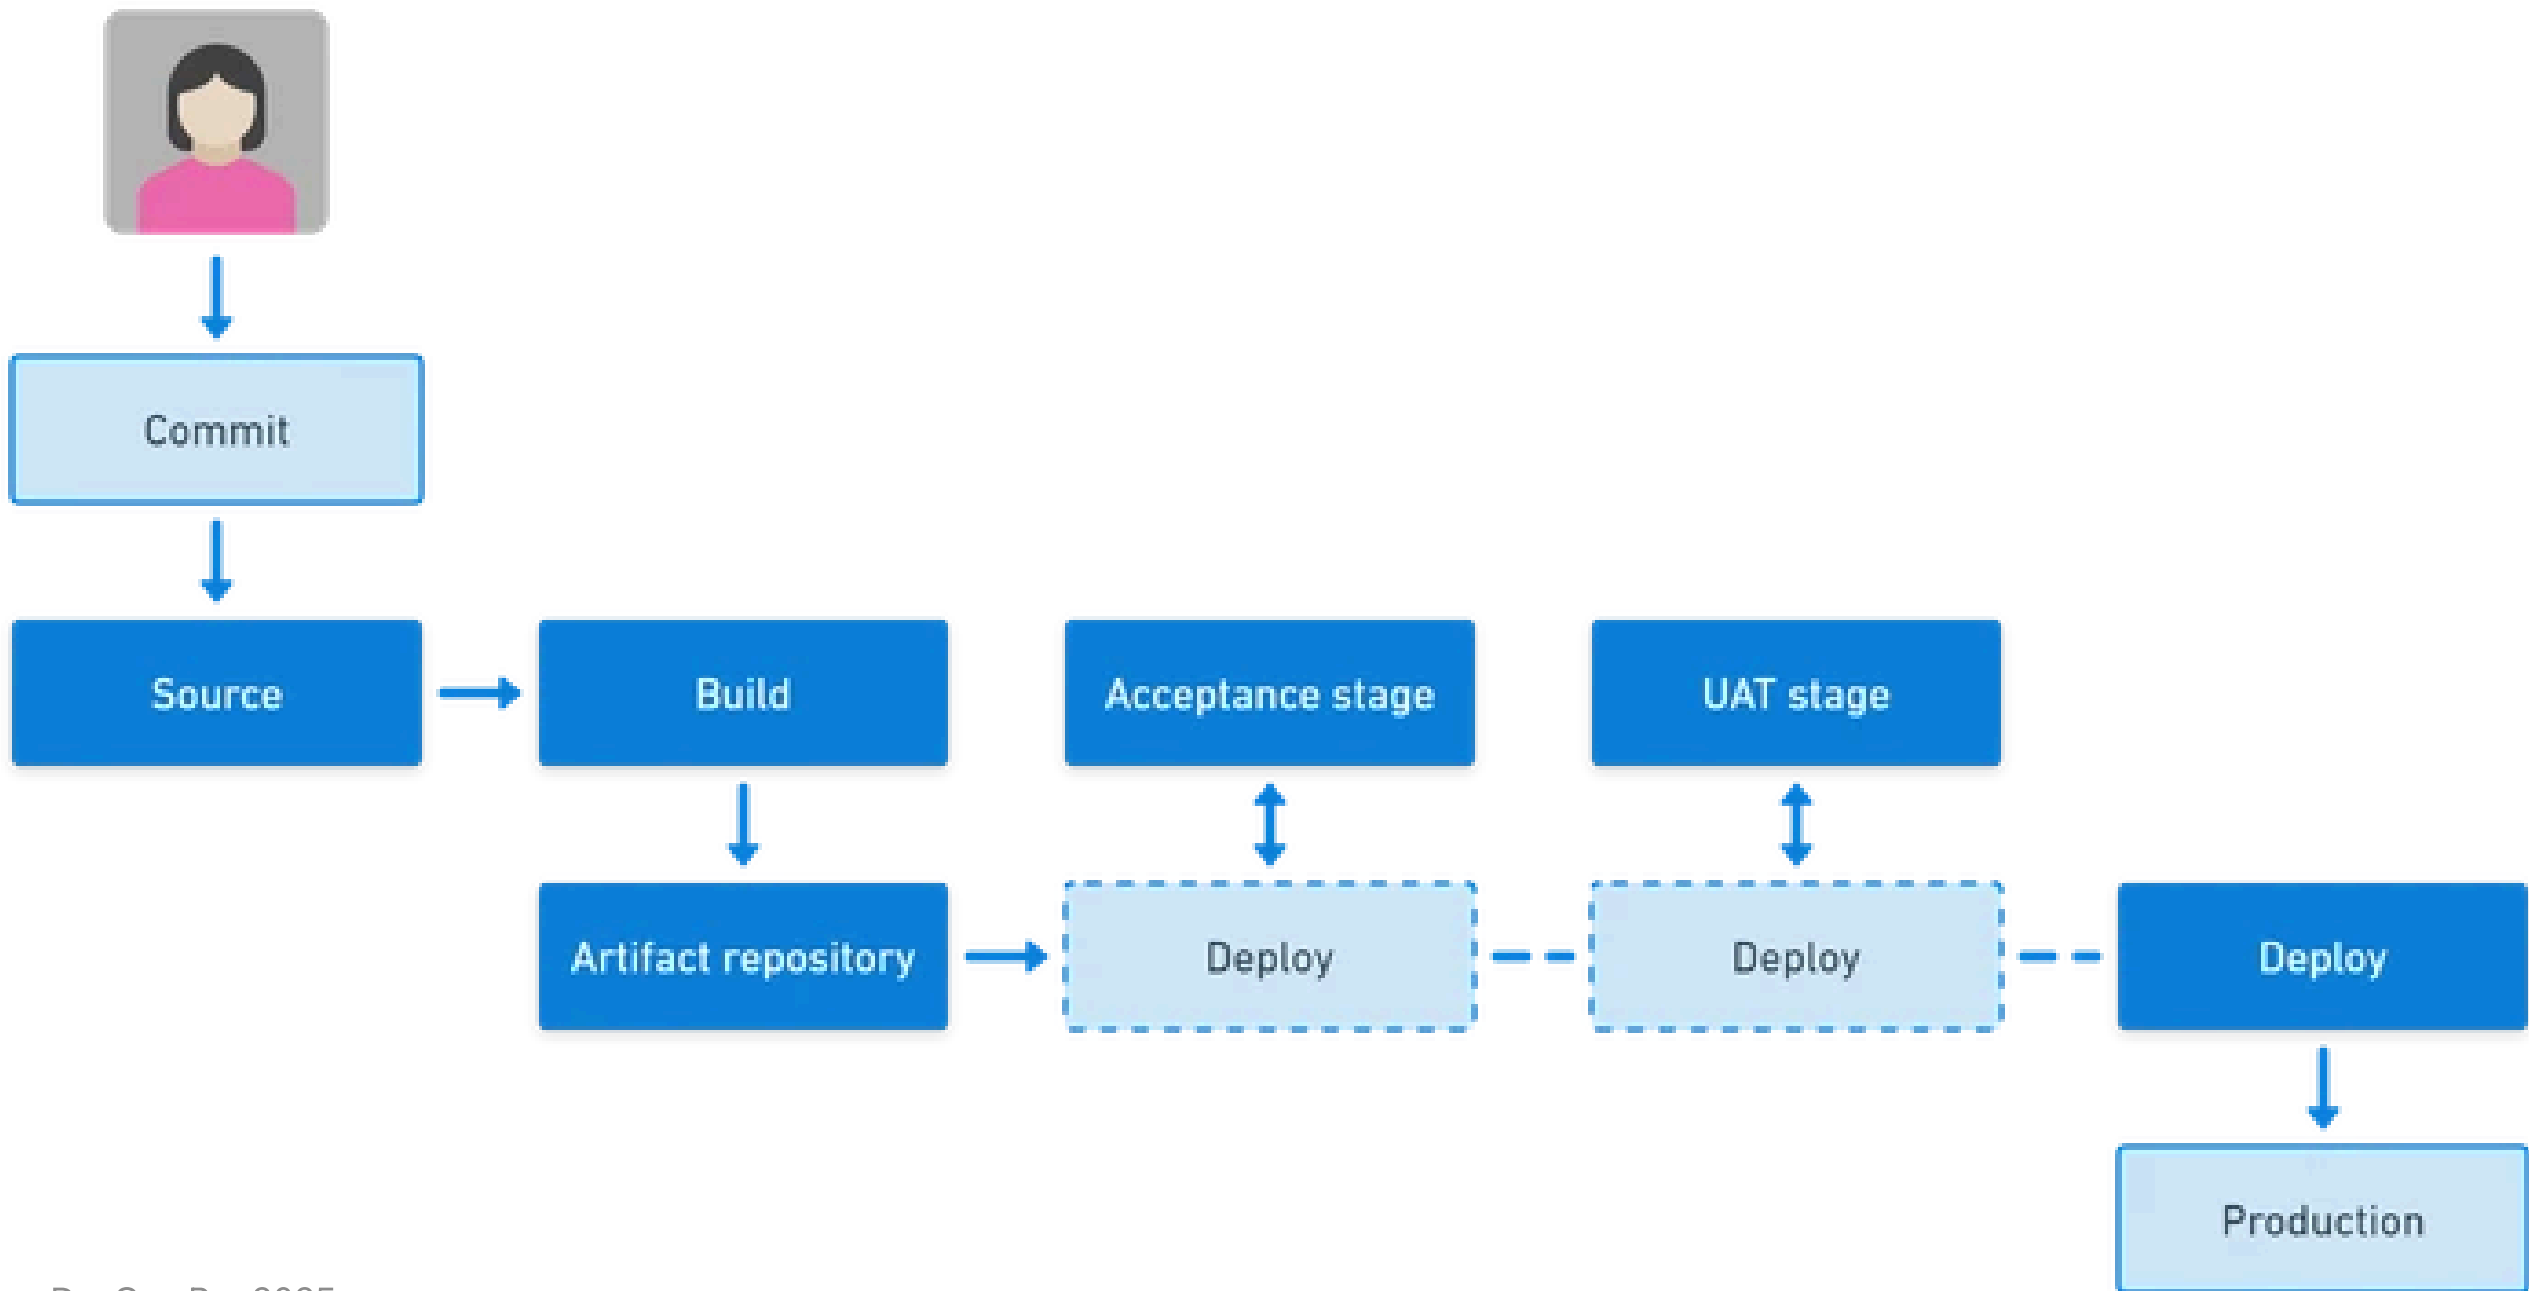 Commit
Source
Build
Acceptance stage
UAT stage
Artifact repository
Deploy
Deploy
Deploy
Production